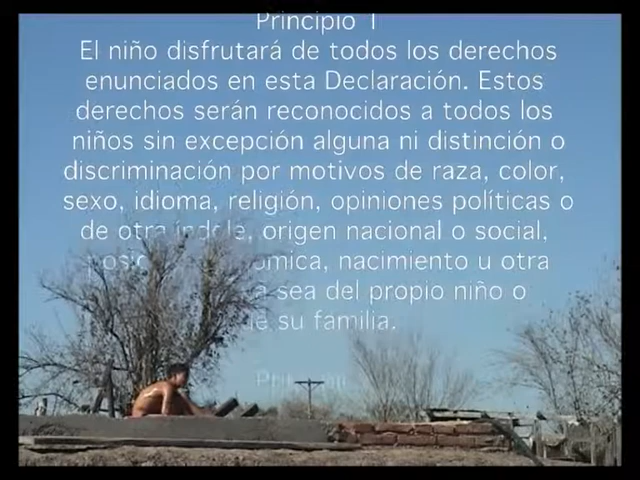 Principio 1
El niño disfrutará de todos los derechos
enunciados en esta Declaración. Estos
derechos serán reconocidos a todos los
niños sin excepción alguna ni distinción o
discriminación por motivos de raza, color,
sexo, idioma, religión, opiniones políticas o
de otra índole, origen nacional o social,
nacimiento u otra
sea del propio niño o
su familia.